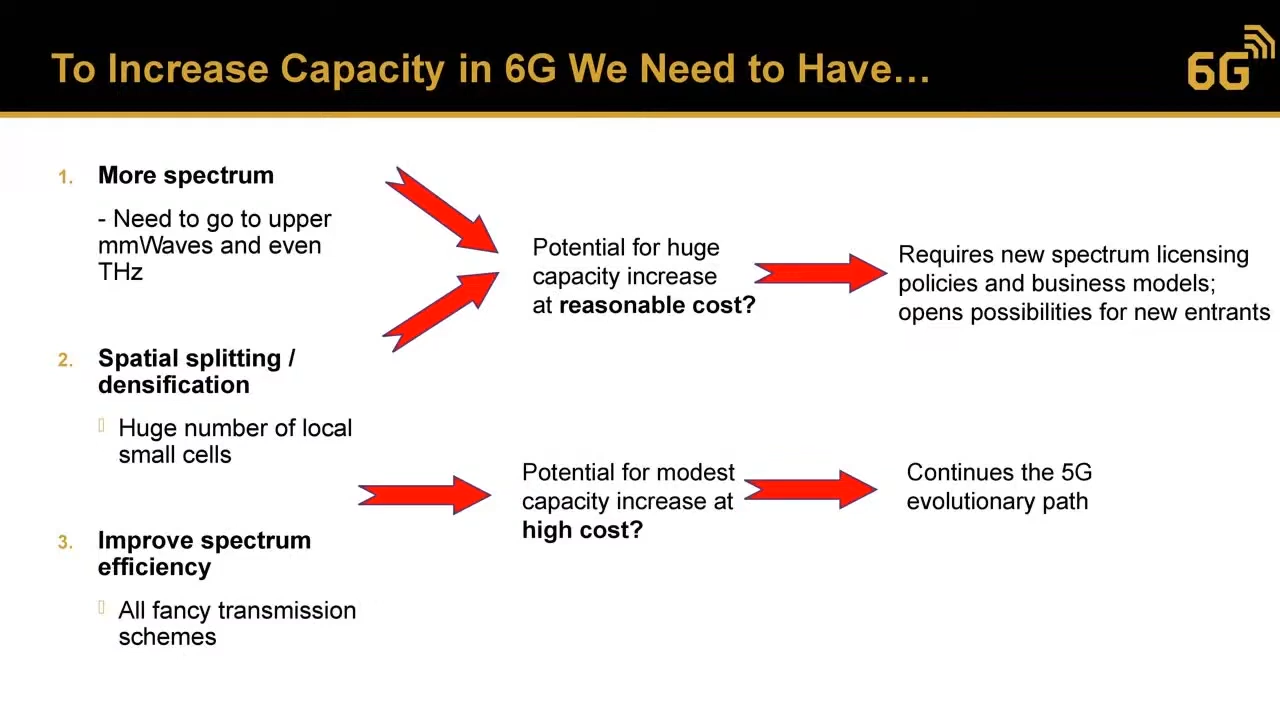 To Increase Capacity in 6G We Need to Have…
6G
1. More spectrum
- Need to go to upper
mmWaves and even
THz
2. Spatial splitting /
densification
Huge number of local
small cells
3. Improve spectrum
efficiency
All fancy transmission
schemes
Potential for huge
capacity increase
at reasonable cost?
Requires new spectrum licensing
policies and business models;
opens possibilities for new entrants
Potential for modest
capacity increase at
high cost?
Continues the 5G
evolutionary path